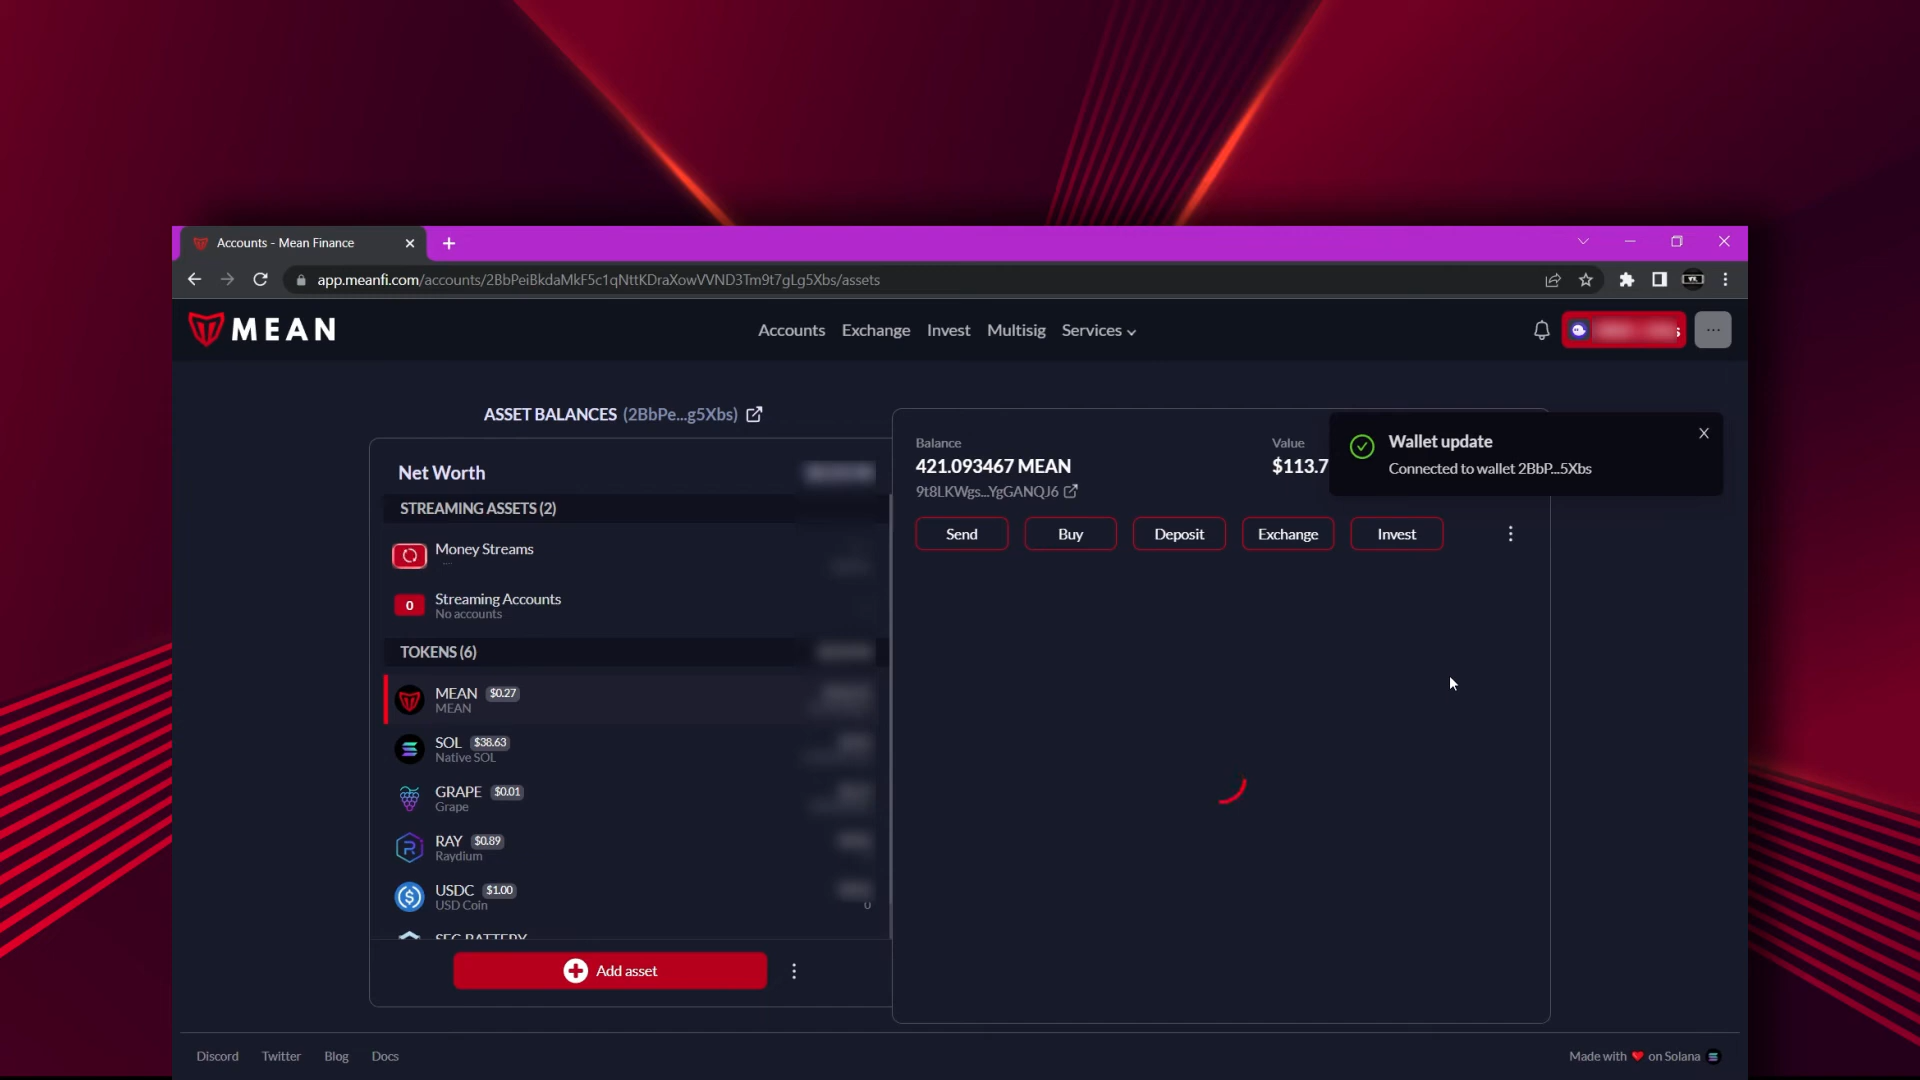 Accounts - Mean Finance
app.meanfi.com/accounts/2BbPeiBkdaMkF5c1qNttKDraXowVVND3Tm9t7gLg5Xbs/assets
MEAN
Accounts Exchange Invest Multisig Services
ASSET BALANCES (2BbPe...g5Xbs)
Net Worth
STREAMING ASSETS (2)
Money Streams
Streaming Accounts
0
No accounts
TOKENS (6)
MEAN $0.27
MEAN
SOL $38.63
Native SOL
GRAPE $0.01
Grape
RAY $0.89
Raydium
USDC $1.00
USD Coin
0
Add asset
Balance
421.093467 MEAN
9t8LKWgs...YgGANQJ6
Value
$113.7
Send Buy Deposit Exchange Invest
Wallet update
Connected to wallet 2BbP...5Xbs
Discord Twitter Blog Docs
Made with ❤ on Solana